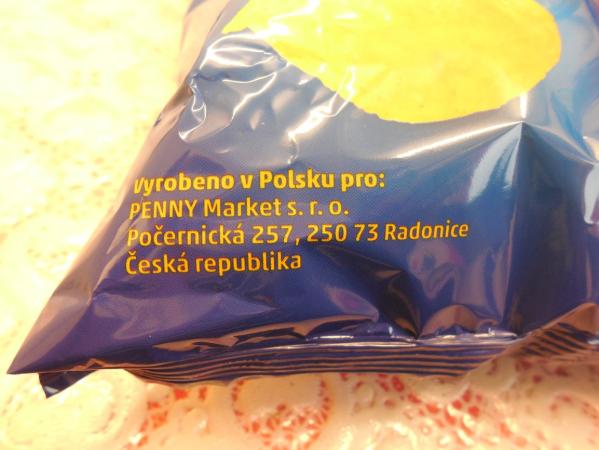 Vyrobeno v Polsku pro:
PENNY Market s. r. o.
Počernická 257, 250 73 Radonice
Česká republika